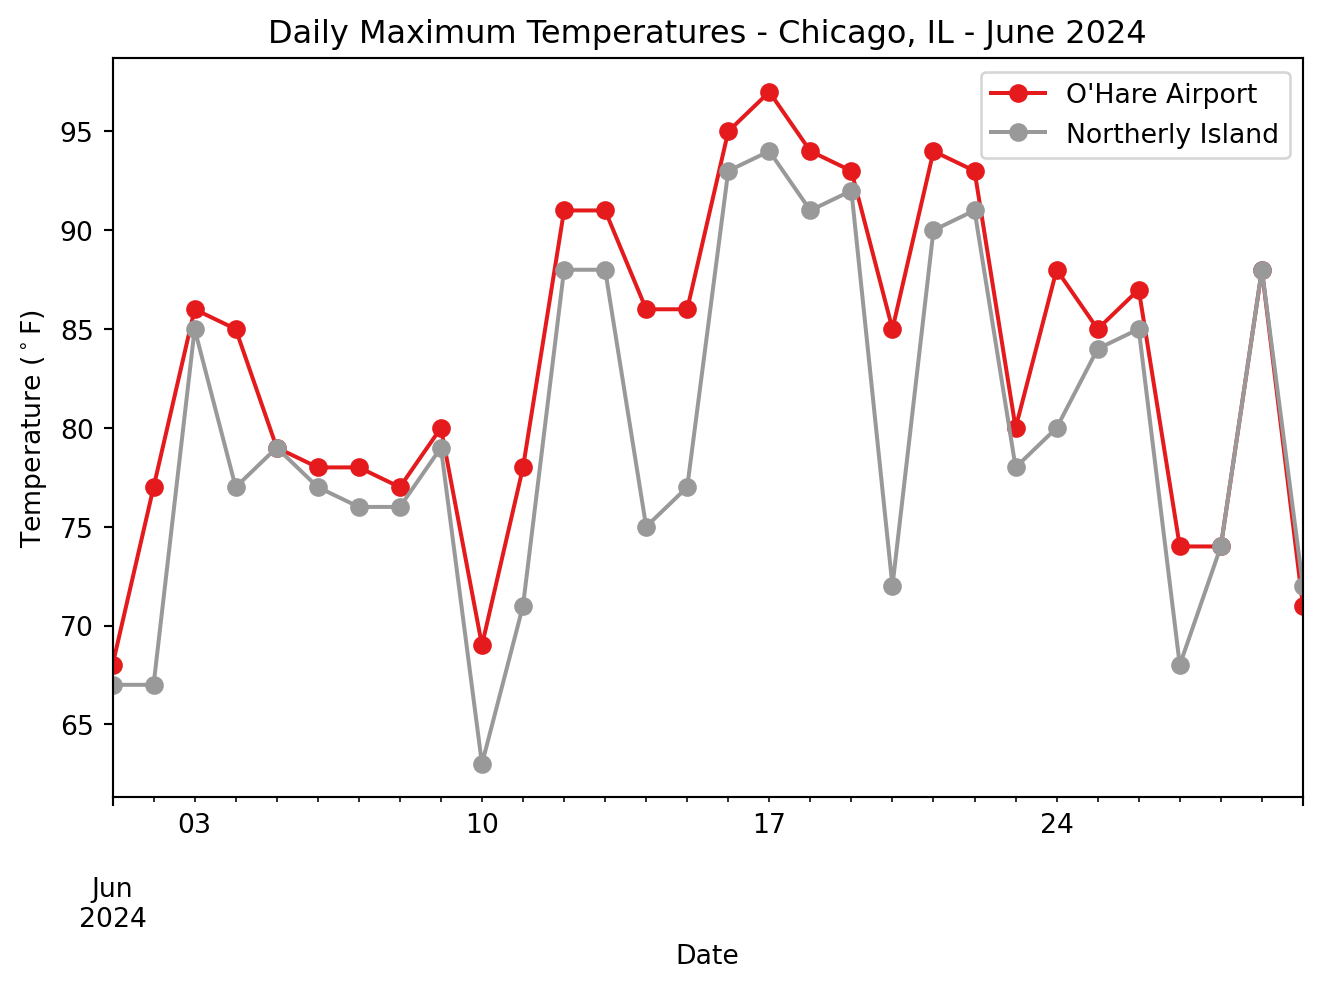 Daily Maximum Temperatures - Chicago, IL - June 2024
O'Hare Airport
Northerly Island
95
90
85
80
75
70
65
Temperature (°F)
03
10
17
24
Jun
2024
Date